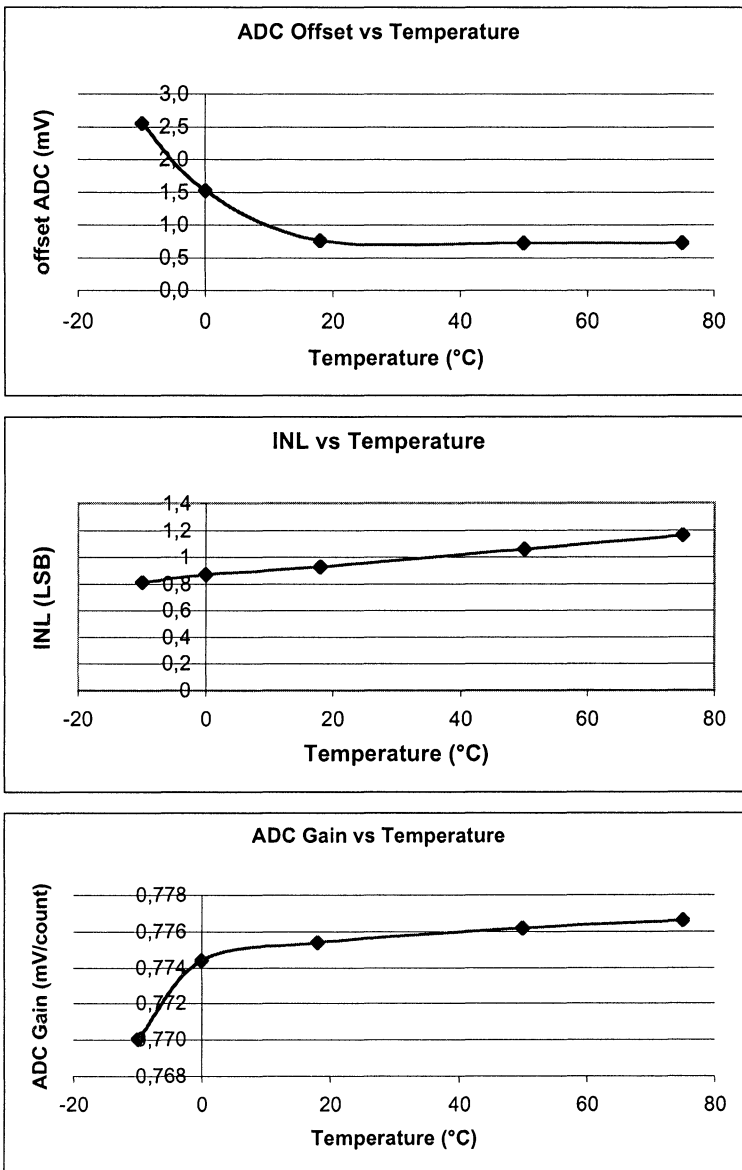 ADC Offset vs Temperature
offset ADC (mV)
3,0
2,5
2,0
1,5
1,0
0,5
0,0
-20 0 20 40 60 80
Temperature (°C)
INL vs Temperature
INL (LSB)
1,4
1,2
1
0,8
0,6
0,4
0,2
0
-20 0 20 40 60 80
Temperature (°C)
ADC Gain vs Temperature
ADC Gain (mV/count)
0,778
0,776
0,774
0,772
0,770
0,768
-20 0 20 40 60 80
Temperature (°C)